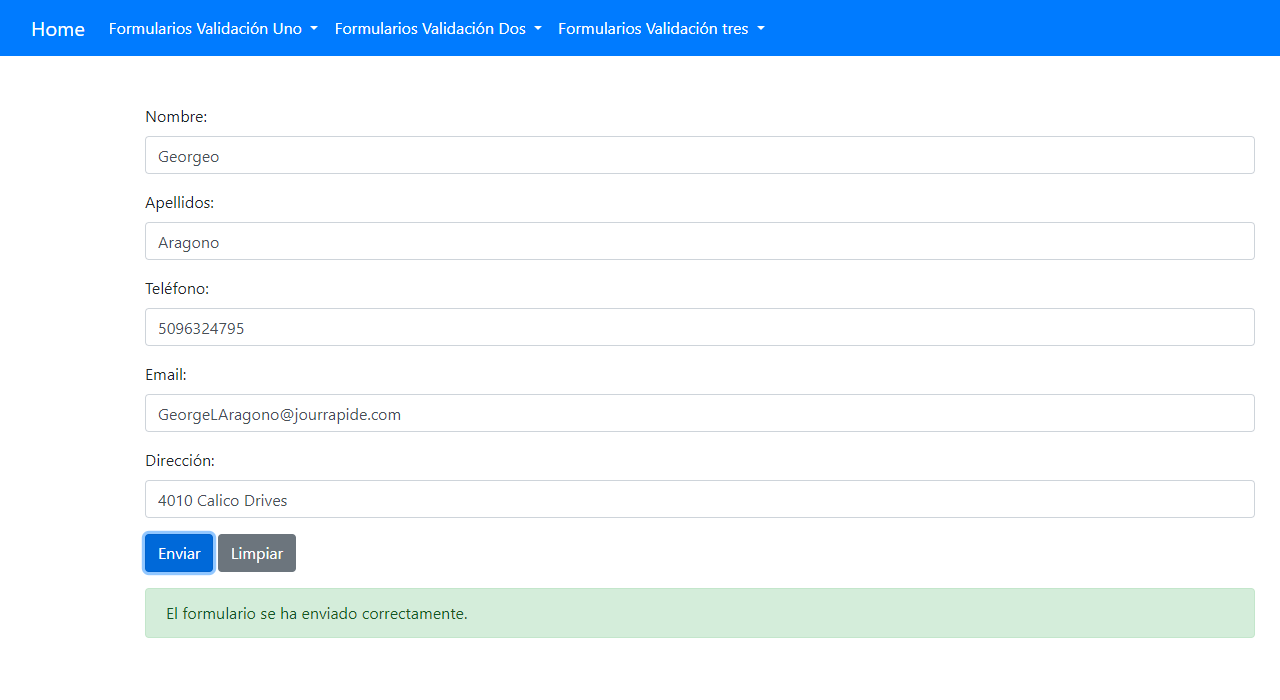 Home Formularios Validación Uno Formularios Validación Dos Formularios Validación tres
Nombre:
Georgeo
Apellidos:
Aragono
Teléfono:
5096324795
Email:
GeorgeLAragono@jourrapide.com
Dirección:
4010 Calico Drives
Enviar Limpiar
El formulario se ha enviado correctamente.